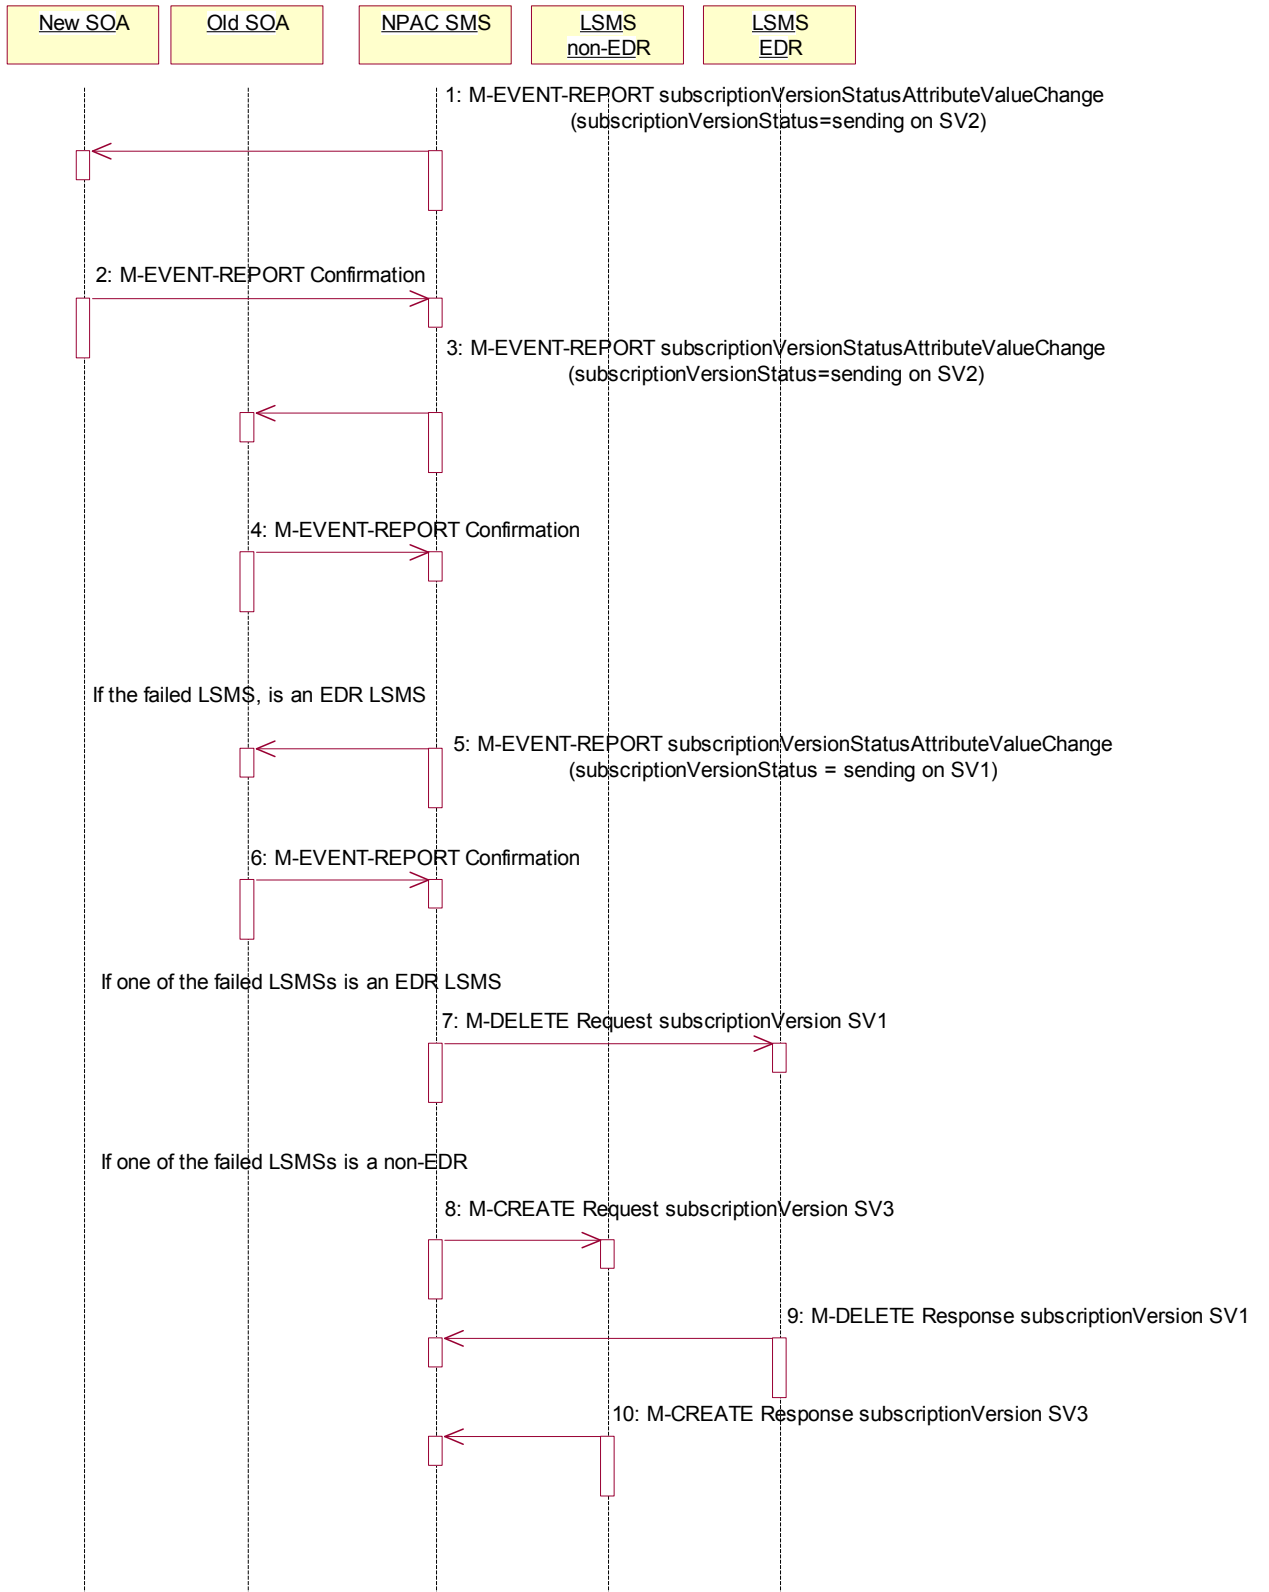 New SOA
Old SOA
NPAC SMS
LSMS
non-EDR
LSMS
EDR
1: M-EVENT-REPORT subscriptionVersionStatusAttributeValueChange
(subscriptionVersionStatus=sending on SV2)
2: M-EVENT-REPORT Confirmation
3: M-EVENT-REPORT subscriptionVersionStatusAttributeValueChange
(subscriptionVersionStatus=sending on SV2)
4: M-EVENT-REPORT Confirmation
If the failed LSMS, is an EDR LSMS
5: M-EVENT-REPORT subscriptionVersionStatusAttributeValueChange
(subscriptionVersionStatus = sending on SV1)
6: M-EVENT-REPORT Confirmation
If one of the failed LSMSs is an EDR LSMS
7: M-DELETE Request subscriptionVersion SV1
If one of the failed LSMSs is a non-EDR
8: M-CREATE Request subscriptionVersion SV3
9: M-DELETE Response subscriptionVersion SV1
10: M-CREATE Response subscriptionVersion SV3